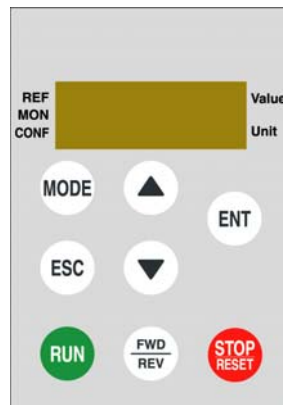 REF
MON
CONF
Value
Unit
MODE
ENT
ESC
RUN
FWD
REV
STOP
RESET